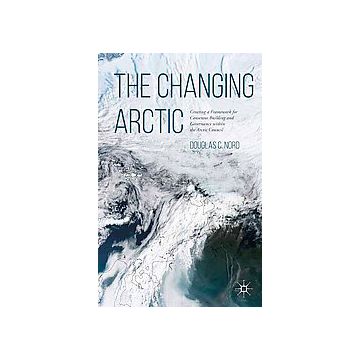 THE CHANGING
ARCTIC
Creating a Framework for
Consensus Building and
Governance within
the Arctic Council
DOUGLAS C. NORD